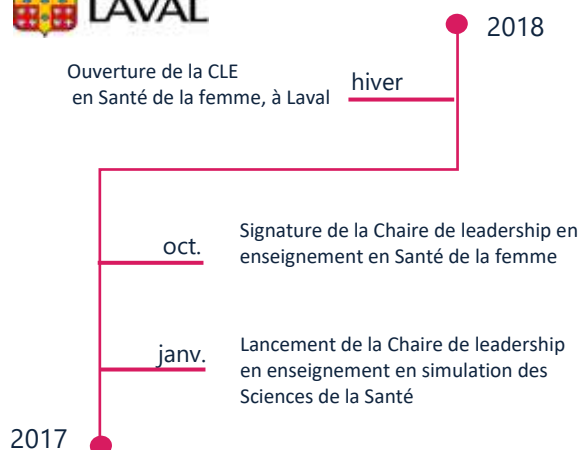 LAVAL
2018
Ouverture de la CLE
en Santé de la femme, à Laval
hiver
oct.
Signature de la Chaire de leadership en
enseignement en Santé de la femme
janv.
Lancement de la Chaire de leadership
en enseignement en simulation des
Sciences de la Santé
2017